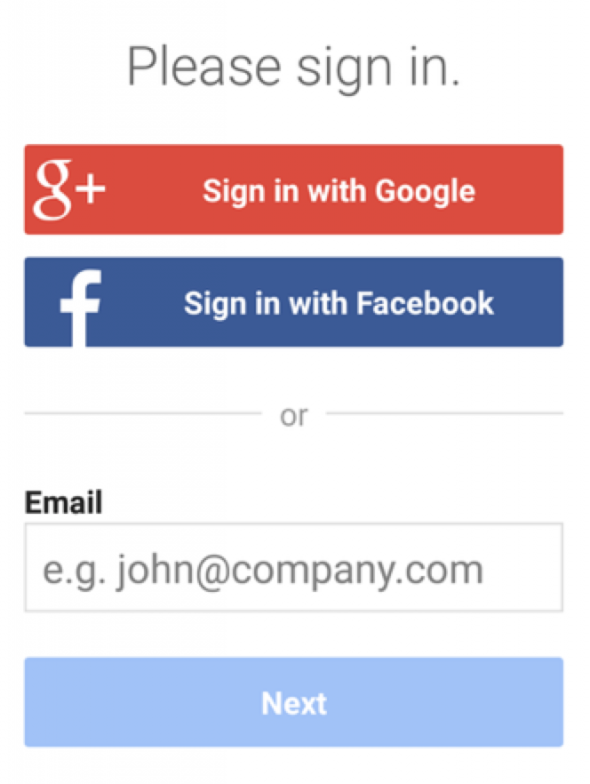 Please sign in.
g+ Sign in with Google
f Sign in with Facebook
or
Email
e.g. john@company.com
Next